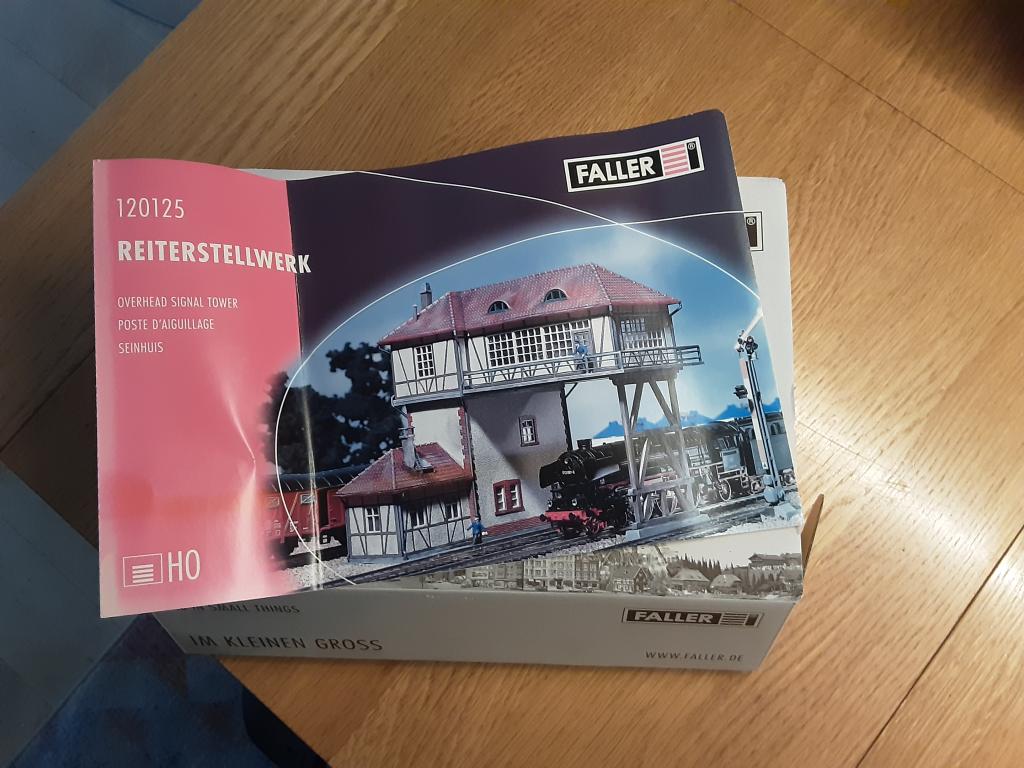 FALLER®
120125
REITERSTELLWERK
OVERHEAD SIGNAL TOWER
POSTE D'AIGUILLAGE
SEINHUIS
H0
®
IN SMALL THINGS
FALLER
IM KLEINEN GROSS
WWW.FALLER.DE